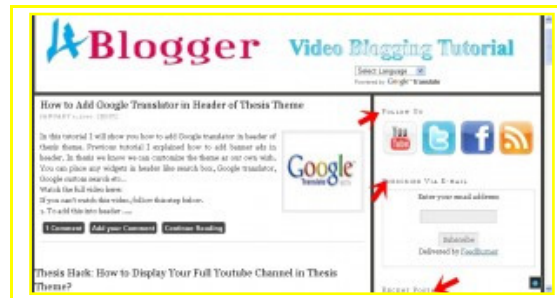 Blogger
Video Blogging Tutorial
Select Language
Powered by Google Translate
How to Add Google Translator in Header of Thesis Theme
In this tutorial I will show you how to add Google translator in header of
thesis theme. Previous tutorial I explained how to add banner ads in
header. In thesis we know we can customize the theme as our own wish.
You can place any widgets in header like search box, Google translator,
Google custom search etc..
Watch the full video here:
If you can't watch this video, follow this step below.
1. To add this into header ....
Google
Translate
1 Comment
Add your Comment
Continue Reading
Thesis Hack: How to Display Your Full Youtube Channel in Thesis
Theme?
Follow Us
You
Tube
Subscribe Via E-mail
Enter your email address:
Subscribe
Delivered by FeedBurner
Recent Posts